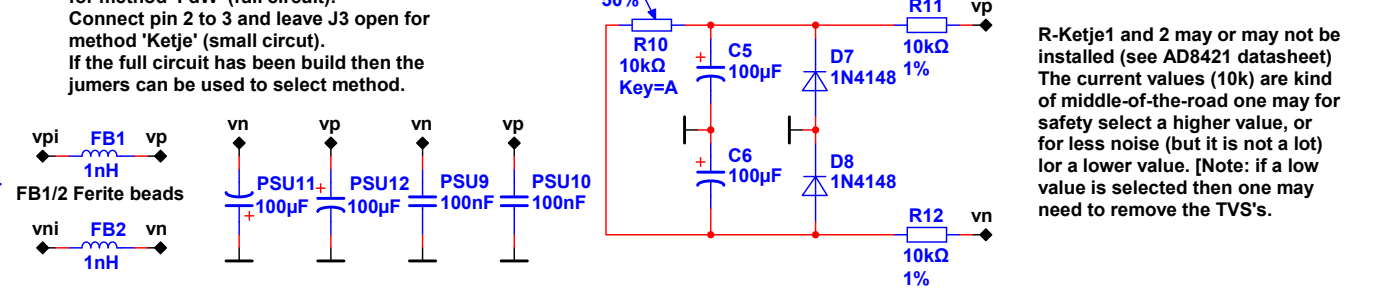 for method 'PdW' (full circuit).
Connect pin 2 to 3 and leave J3 open for
method 'Ketje' (small circut).
If the full circuit has been build then the
jumers can be used to select method.
vpi FB1 vp
1nH
FB1/2 Ferite beads
vni FB2 vn
1nH
vn vp vn vp
PSU11 PSU12 PSU9 PSU10
+ 100µF + 100µF 100nF 100nF
50%
R10
10kΩ
Key=A
+ C5
100µF
+ C6
100µF
D7
1N4148
D8
1N4148
R11 vp
10kΩ
1%
R12 vn
10kΩ
1%
R-Ketje1 and 2 may or may not be
installed (see AD8421 datasheet)
The current values (10k) are kind
of middle-of-the-road one may for
safety select a higher value, or
for less noise (but it is not a lot)
lor a lower value. [Note: if a low
value is selected then one may
need to remove the TVS's.